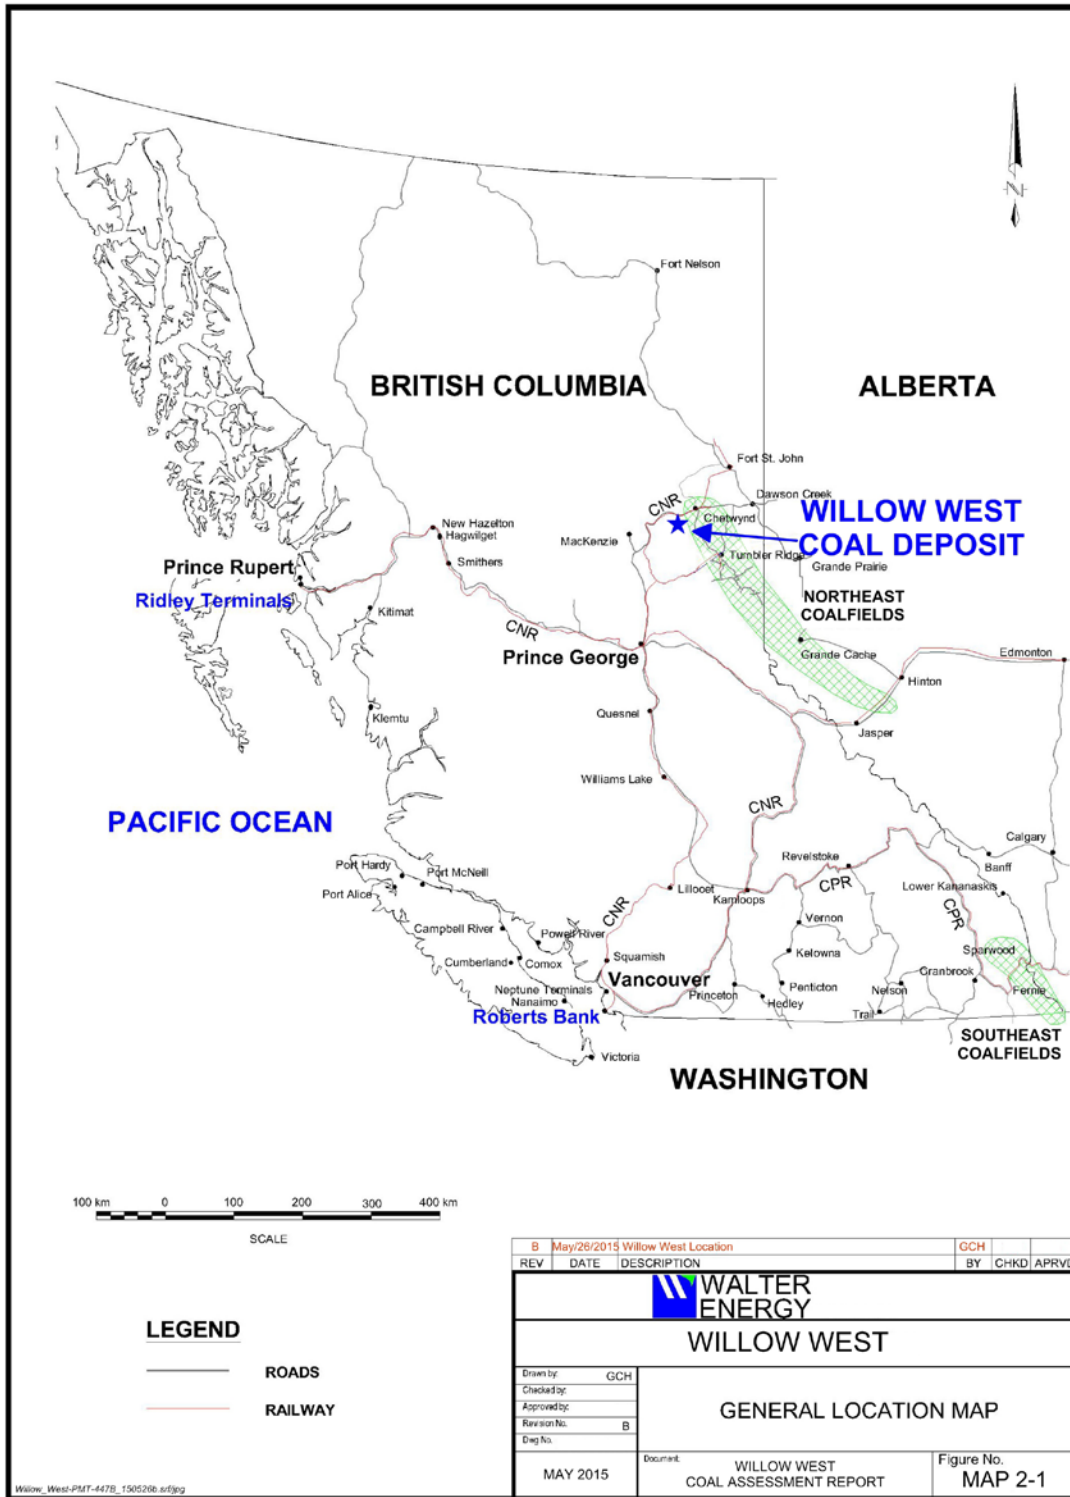 N
Fort Nelson
BRITISH COLUMBIA
ALBERTA
Fort St. John
Dawson Creek
CNR
Chetwynd
WILLOW WEST
COAL DEPOSIT
New Hazelton
Hagwilget
MacKenzie
Tumbler Ridge
Grande Prairie
Smithers
Prince Rupert
Ridley Terminals
Kitimat
NORTHEAST
COALFIELDS
CNR
Prince George
Grande Cache
Edmonton
Hinton
Klemtu
Quesnel
Jasper
Williams Lake
CNR
PACIFIC OCEAN
Calgary
Port Hardy
Port McNeill
Revelstoke
Banff
Port Alice
Lillooet
Kamloops
CPR
Lower Kananaskis
CNR
CPR
Campbell River
Powell River
Vernon
Sparwood
Cumberland
Comox
Squamish
Kelowna
Vancouver
Cranbrook
Neptune Terminals
Princeton
Penticton
Nelson
Fernie
Nanaimo
Hedley
Roberts Bank
Trail
SOUTHEAST
COALFIELDS
Victoria
WASHINGTON
100 km 0 100 200 300 400 km
SCALE
B May/26/2015 Willow West Location GCH
REV DATE DESCRIPTION BY CHKD APRVD
WALTER
ENERGY
WILLOW WEST
LEGEND
ROADS
RAILWAY
Drawn by: GCH
Checked by:
Approved by:
Revision No. B
Dwg No.
GENERAL LOCATION MAP
MAY 2015
Document:
WILLOW WEST
COAL ASSESSMENT REPORT
Figure No.
MAP 2-1
Willow_West-PMT-447B_150526b.srf/jpg